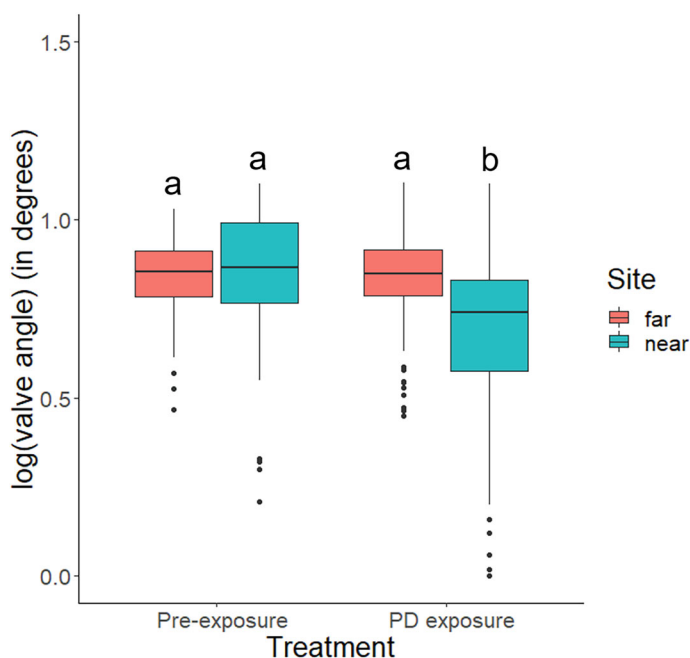 log(valve angle) (in degrees)
1.5
1.0
0.5
0.0
a
a
a
b
Pre-exposure
PD exposure
Treatment
Site
far
near